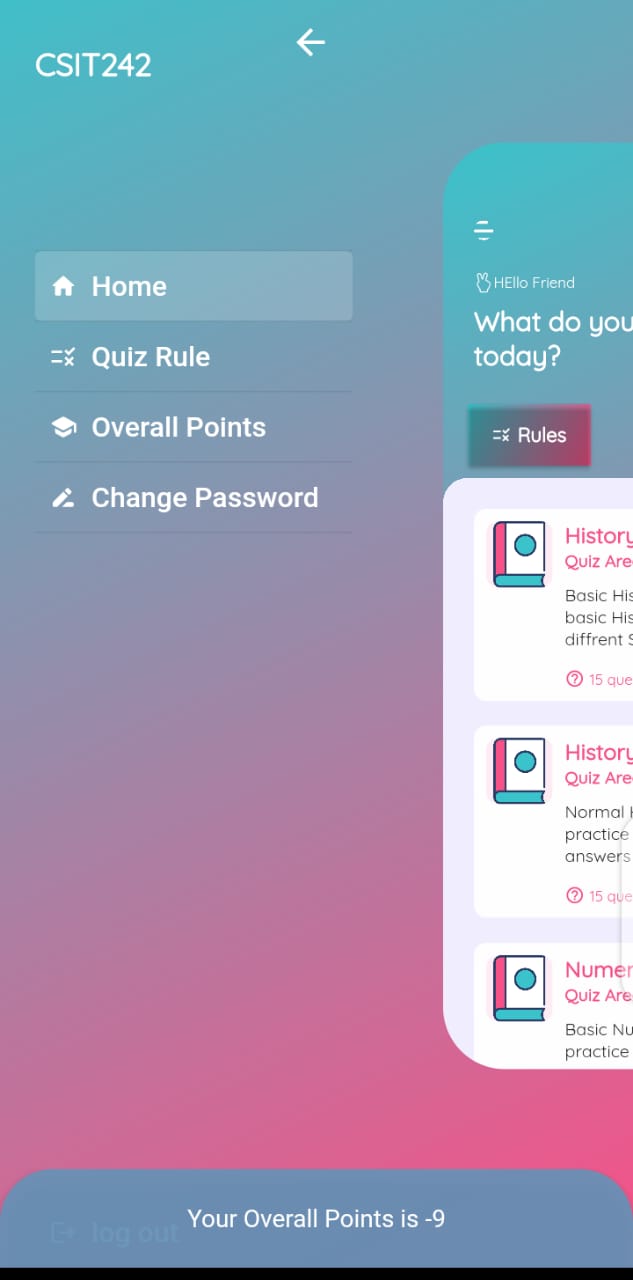 CSIT242
Home
Quiz Rule
Overall Points
Change Password
HEllo Friend
What do you
today?
Rules
History
Quiz Are
Basic His
basic His
diffrent S
15 que
History
Quiz Are
Normal H
practice
answers
15 que
Numer
Quiz Are
Basic Nu
practice
log out
Your Overall Points is -9